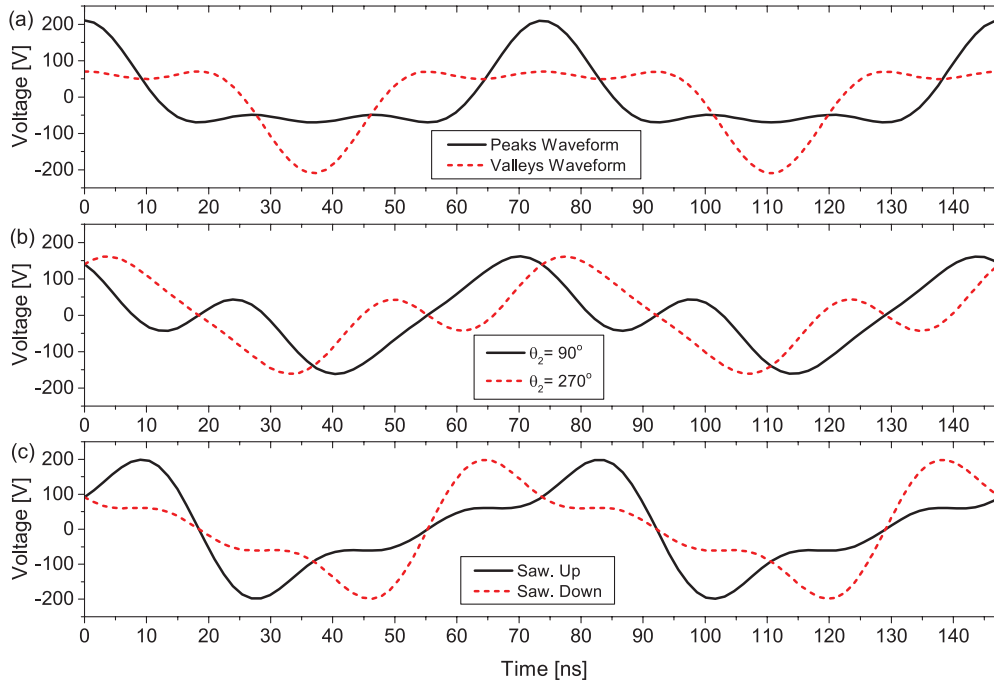 (a)
Voltage [V]
200
100
0
-100
-200
Peaks Waveform
Valleys Waveform
0 10 20 30 40 50 60 70 80 90 100 110 120 130 140
(b)
Voltage [V]
200
100
0
-100
-200
θ₂= 90°
θ₂= 270°
0 10 20 30 40 50 60 70 80 90 100 110 120 130 140
(c)
Voltage [V]
200
100
0
-100
-200
Saw. Up
Saw. Down
0 10 20 30 40 50 60 70 80 90 100 110 120 130 140
Time [ns]